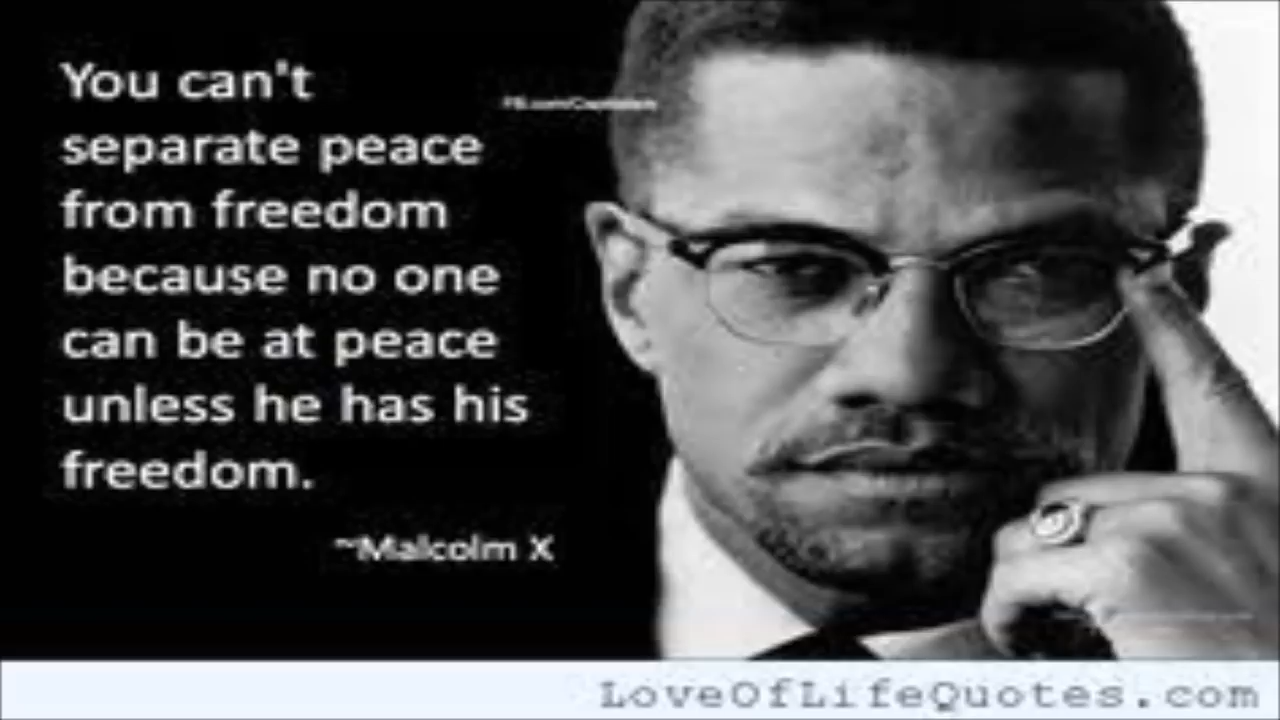 You can't
separate peace
from freedom
because no one
can be at peace
unless he has his
freedom.
~Malcolm X
LoveOfLifeQuotes.com